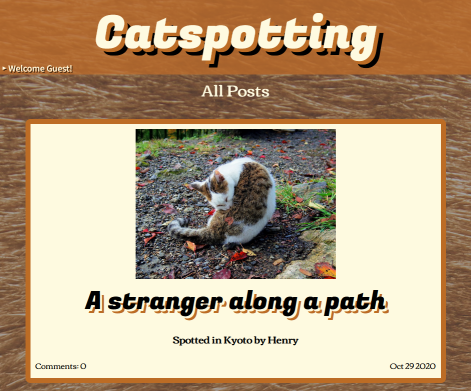 Catspotting
▸ Welcome Guest!
All Posts
A stranger along a path
Spotted in Kyoto by Henry
Comments: 0
Oct 29 2020